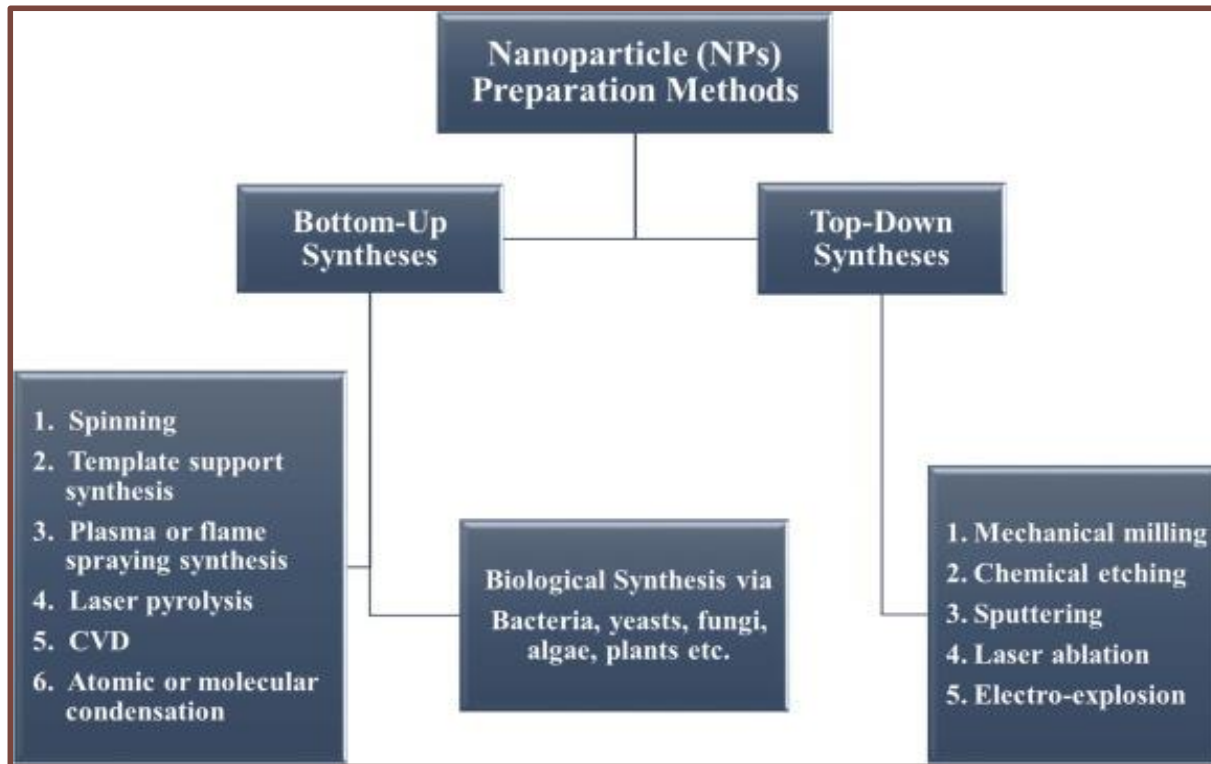 Nanoparticle (NPs)
Preparation Methods
Bottom-Up
Syntheses
Top-Down
Syntheses
1. Spinning
2. Template support
synthesis
3. Plasma or flame
spraying synthesis
4. Laser pyrolysis
5. CVD
6. Atomic or molecular
condensation
Biological Synthesis via
Bacteria, yeasts, fungi,
algae, plants etc.
1. Mechanical milling
2. Chemical etching
3. Sputtering
4. Laser ablation
5. Electro-explosion